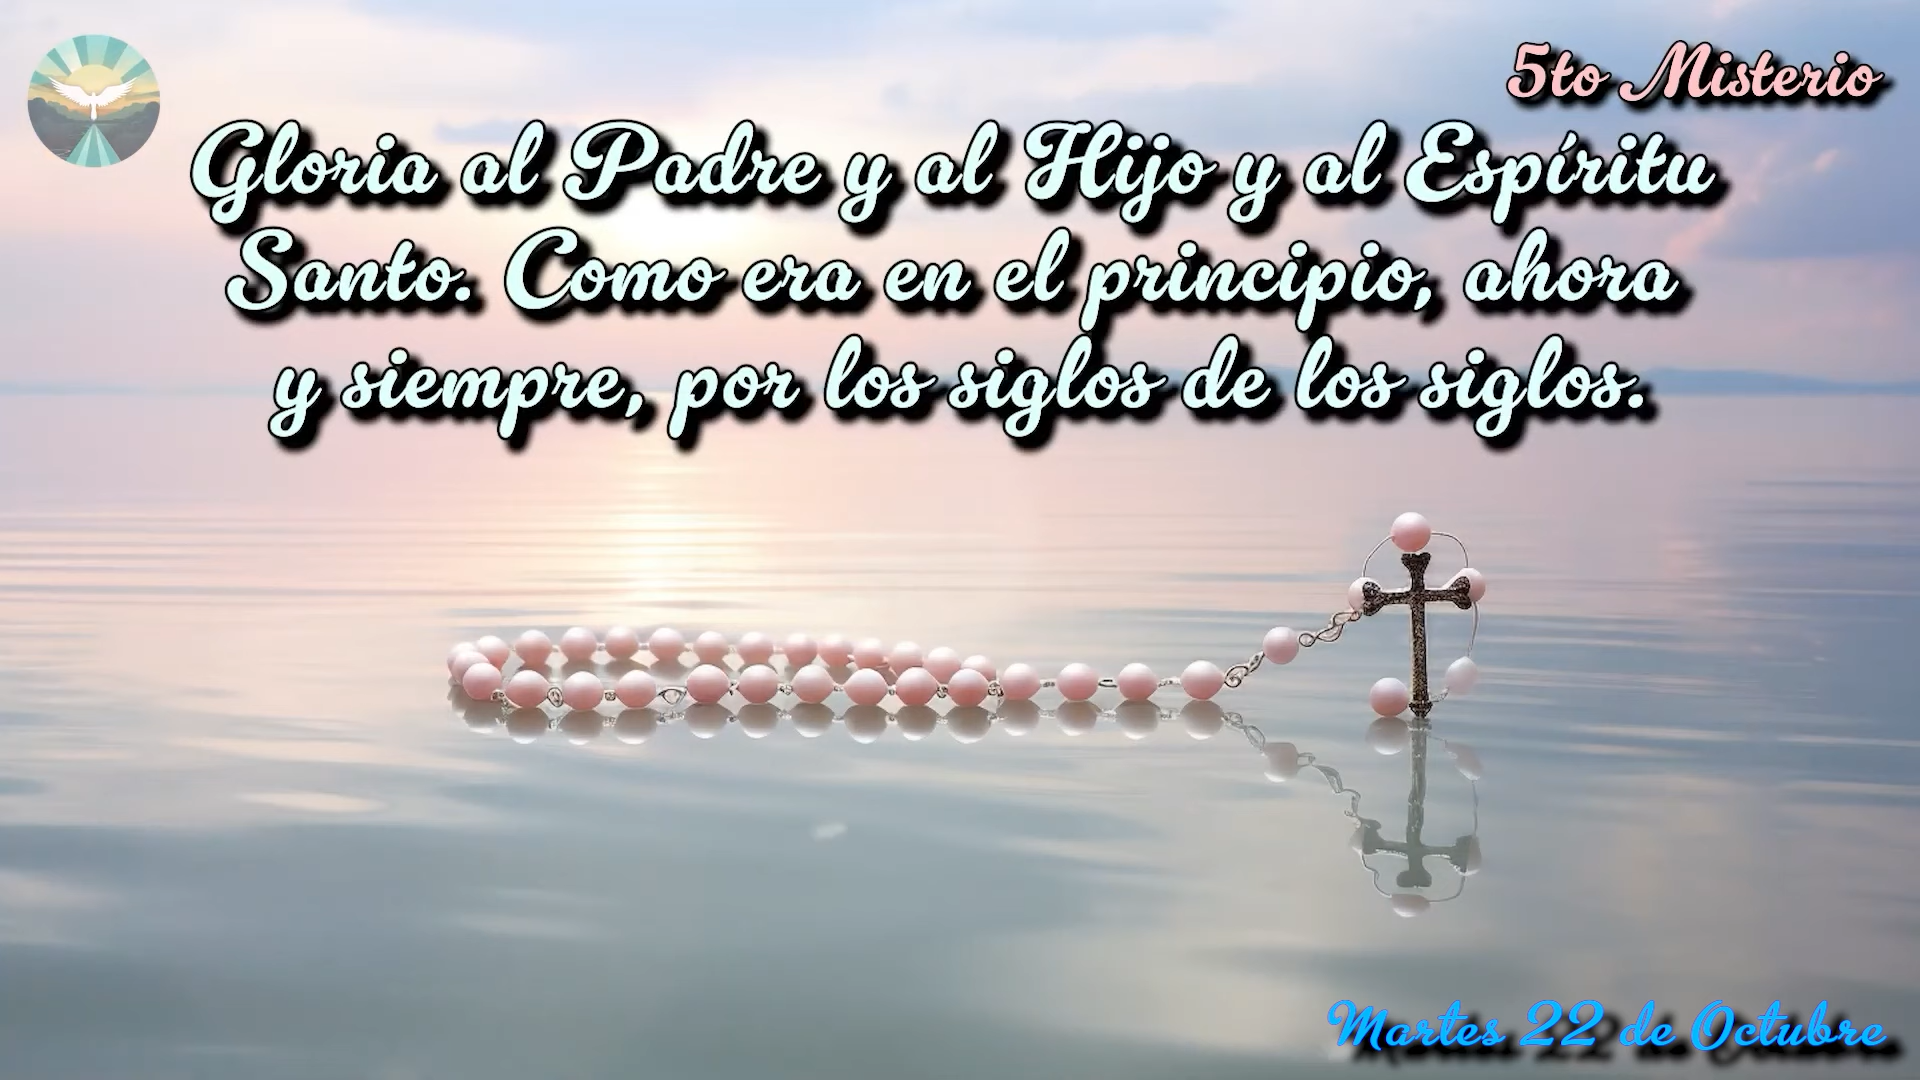 5to Misterio
Gloria al Padre y al Hijo y al Espíritu
Santo. Como era en el principio, ahora
y siempre, por los siglos de los siglos.
Martes 22 de Octubre